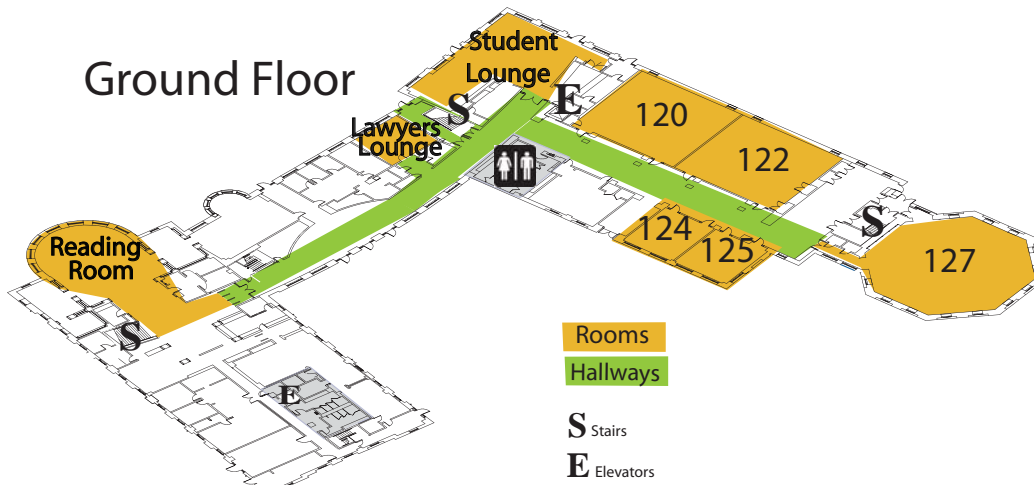 Ground Floor
Student
Lounge
S
E
Lawyers
Lounge
120
122
124
125
S
127
Reading
Room
S
E
Rooms
Hallways
S Stairs
E Elevators